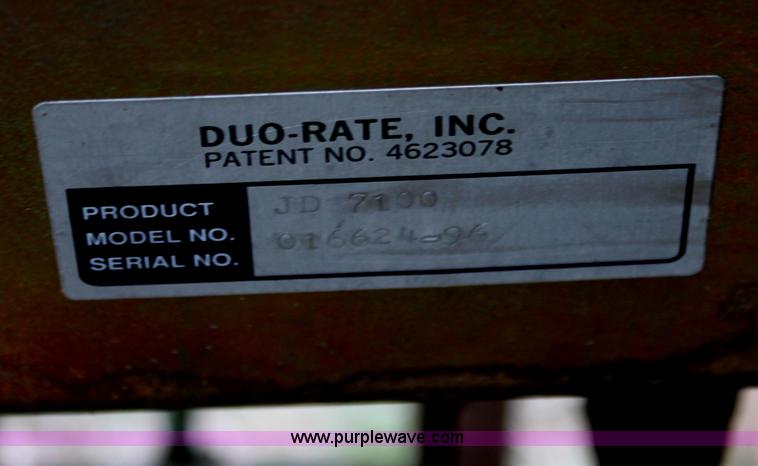 DUO-RATE, INC.
PATENT NO. 4623078
PRODUCT JD 7100
MODEL NO. 016624-96
SERIAL NO.
www.purplewave.com